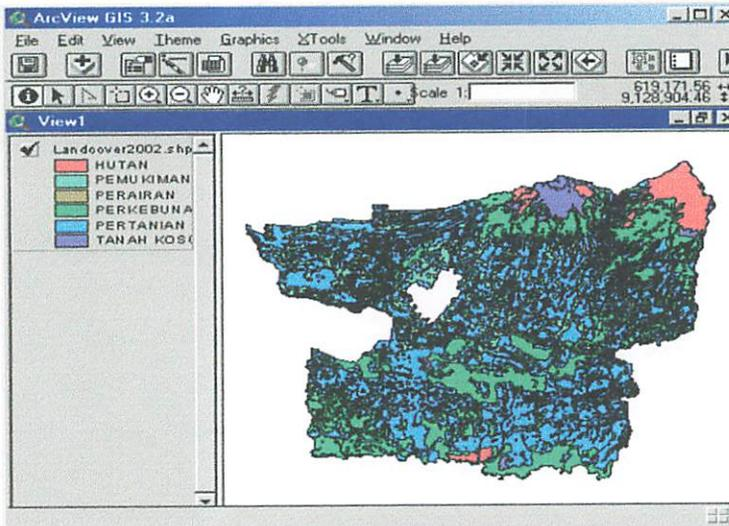 ArcView GIS 3.2a
File Edit View Theme Graphics XTools Window Help
Scale 1:
619,171.56
9,128,904.46
View1
Landcover2002.shp
HUTAN
PEMUKIMAN
PERAIRAN
PERKEBUNA
PERTANIAN
TANAH KOSO